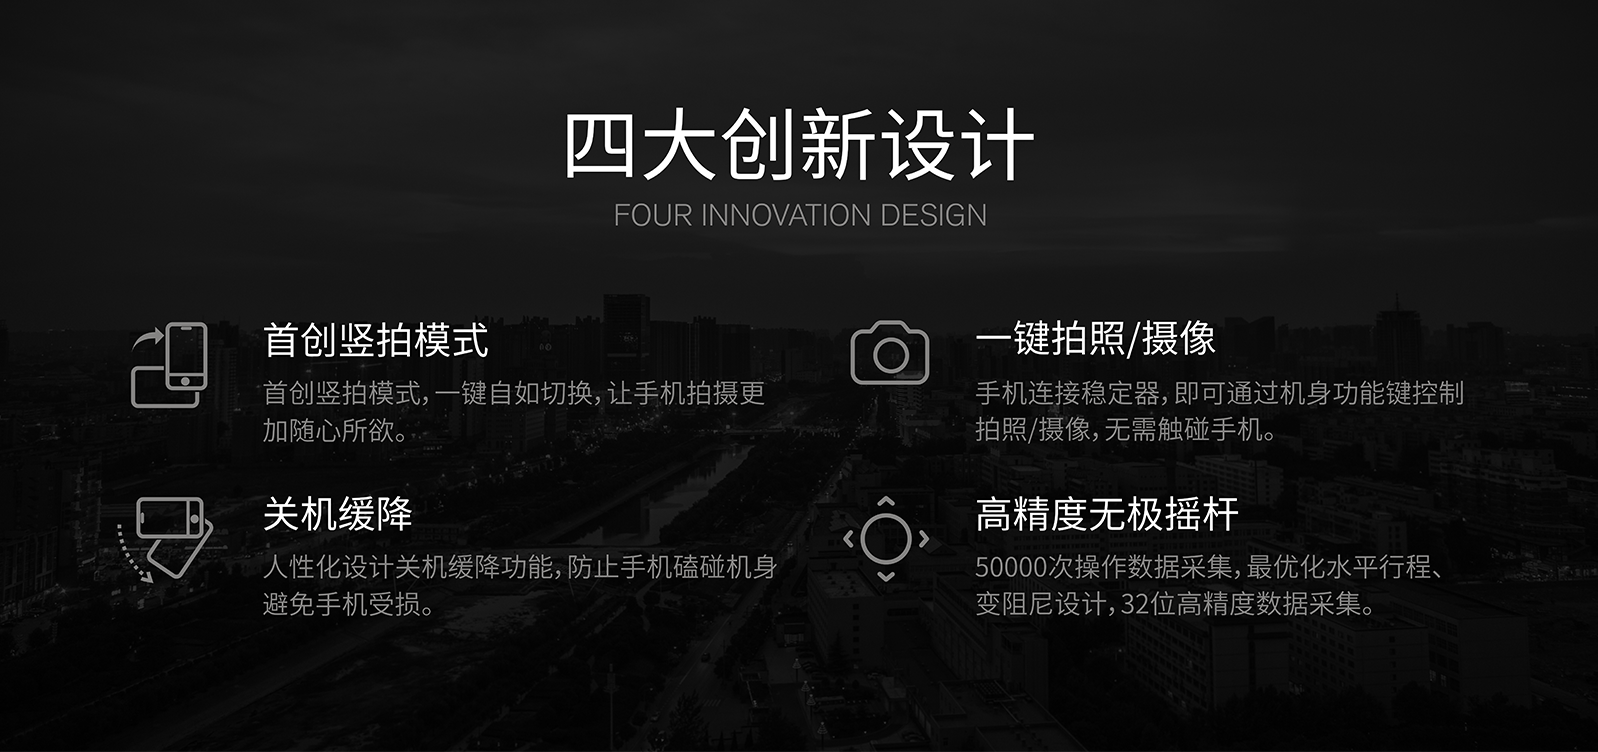 四大创新设计
FOUR INNOVATION DESIGN
首创竖拍模式
首创竖拍模式，一键自如切换，让手机拍摄更
加随心所欲。
一键拍照/摄像
手机连接稳定器，即可通过机身功能键控制
拍照/摄像，无需触碰手机。
关机缓降
人性化设计关机缓降功能，防止手机磕碰机身
避免手机受损。
高精度无极摇杆
50000次操作数据采集，最优化水平行程、
变阻尼设计，32位高精度数据采集。